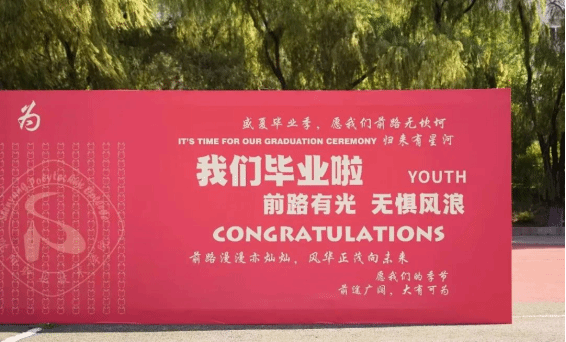 为
盛夏毕业季，愿我们前路无坎坷
IT'S TIME FOR OUR GRADUATION CEREMONY 归来有星河
我们毕业啦 YOUTH
前路有光 无惧风浪
CONGRATULATIONS
前路漫漫亦灿灿，风华正茂向未来
愿我们的季节
前途广阔，大有可为